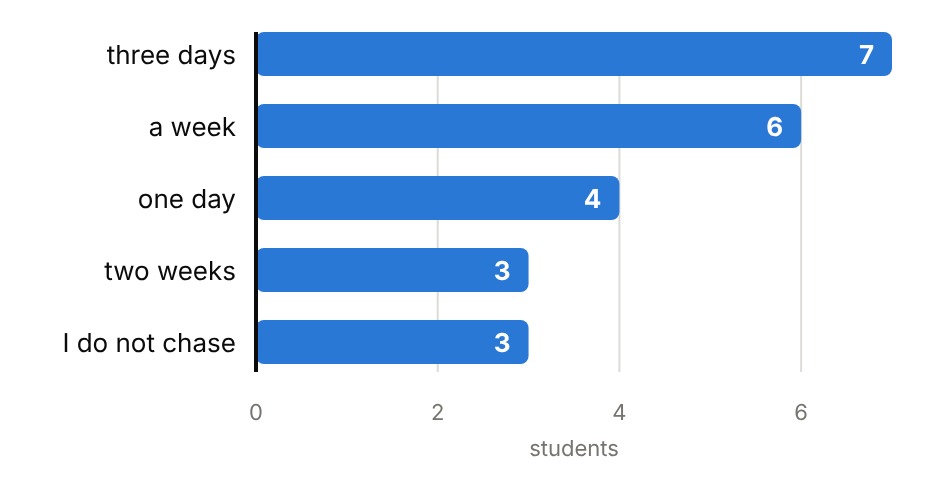 three days 7
a week 6
one day 4
two weeks 3
I do not chase 3
0 2 4 6
students